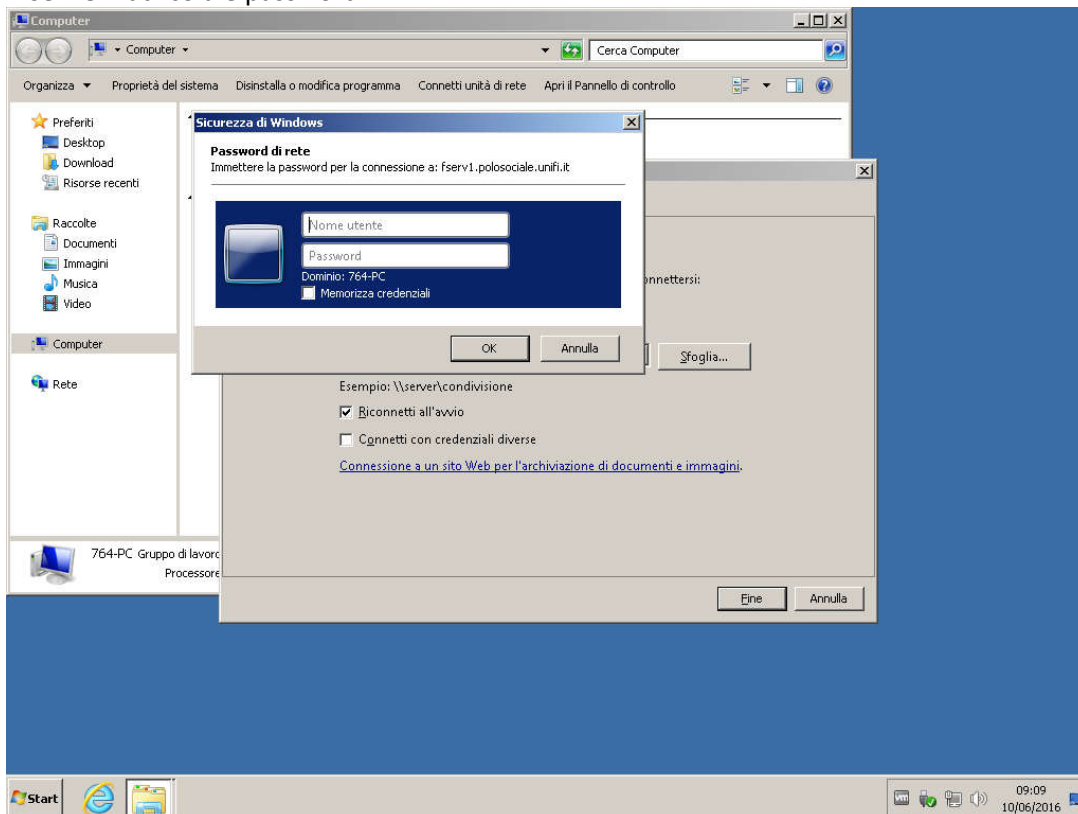 Computer
Computer
Cerca Computer
Organizza
Proprietà del sistema
Disinstalla o modifica programma
Connetti unità di rete
Apri il Pannello di controllo
Preferiti
Desktop
Download
Risorse recenti
Raccolte
Documenti
Immagini
Musica
Video
Computer
Rete
Sicurezza di Windows
Password di rete
Immettere la password per la connessione a: fserv1.polosociale.unifi.it
Nome utente
Password
Dominio: 764-PC
Memorizza credenziali
OK
Annulla
Sfoglia...
Esempio: \\server\condivisione
Riconnetti all'avvio
Connetti con credenziali diverse
Connessione a un sito Web per l'archiviazione di documenti e immagini.
764-PC Gruppo di lavoro
Fine
Annulla
Start
09:09
10/06/2016